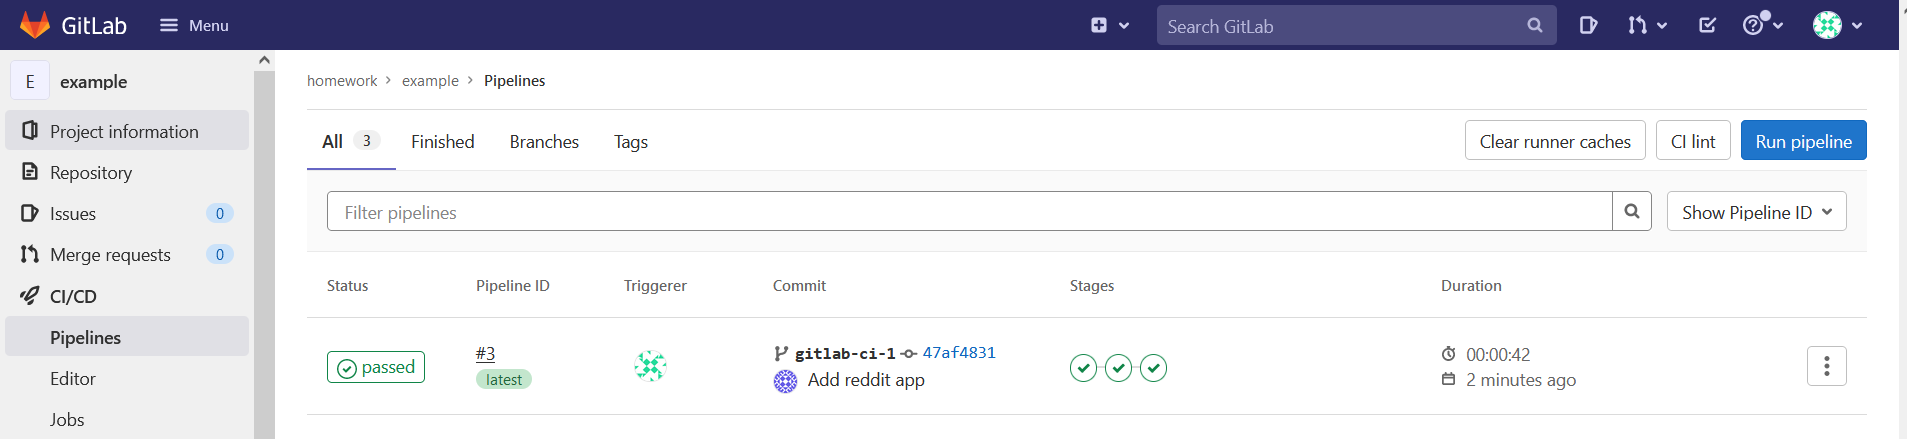 GitLab Menu Search GitLab
E example
Project information
Repository
Issues 0
Merge requests 0
CI/CD
Pipelines
Editor
Jobs
homework > example > Pipelines
All 3 Finished Branches Tags Clear runner caches CI lint Run pipeline
Filter pipelines Show Pipeline ID
Status Pipeline ID Triggerer Commit Stages Duration
passed #3 gitlab-ci-1 47af4831 00:00:42
latest Add reddit app 2 minutes ago